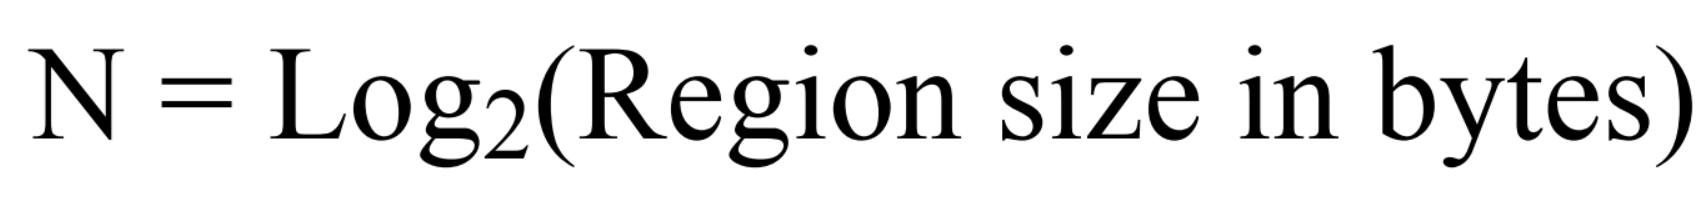 N = Log₂(Region size in bytes)